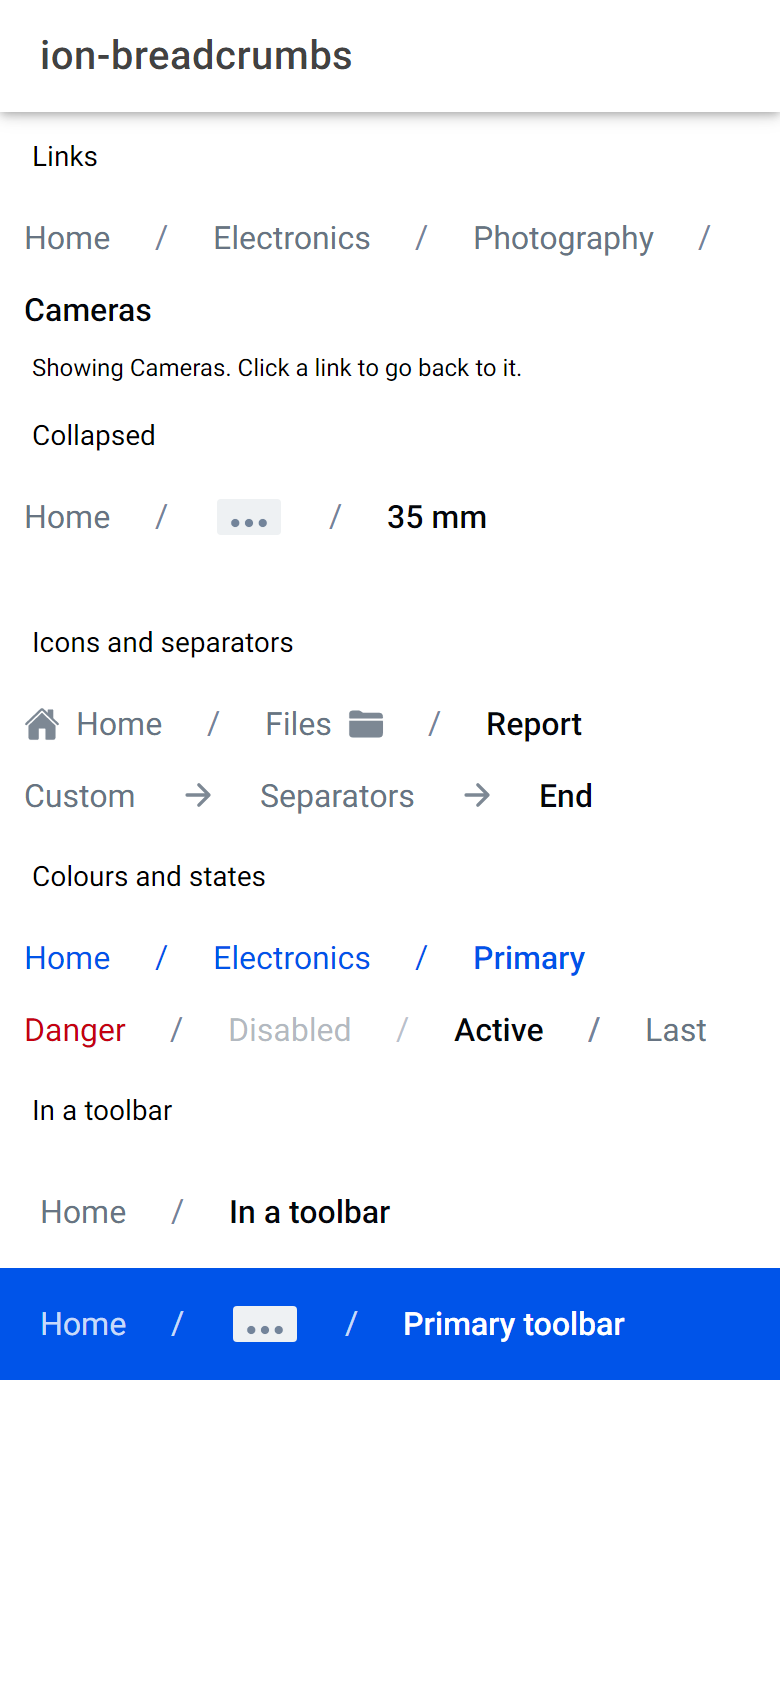 ion-breadcrumbs
Links
Home / Electronics / Photography /
Cameras
Showing Cameras. Click a link to go back to it.
Collapsed
Home / ... / 35 mm
Icons and separators
Home / Files / Report
Custom → Separators → End
Colours and states
Home / Electronics / Primary
Danger / Disabled / Active / Last
In a toolbar
Home / In a toolbar
Home / ... / Primary toolbar